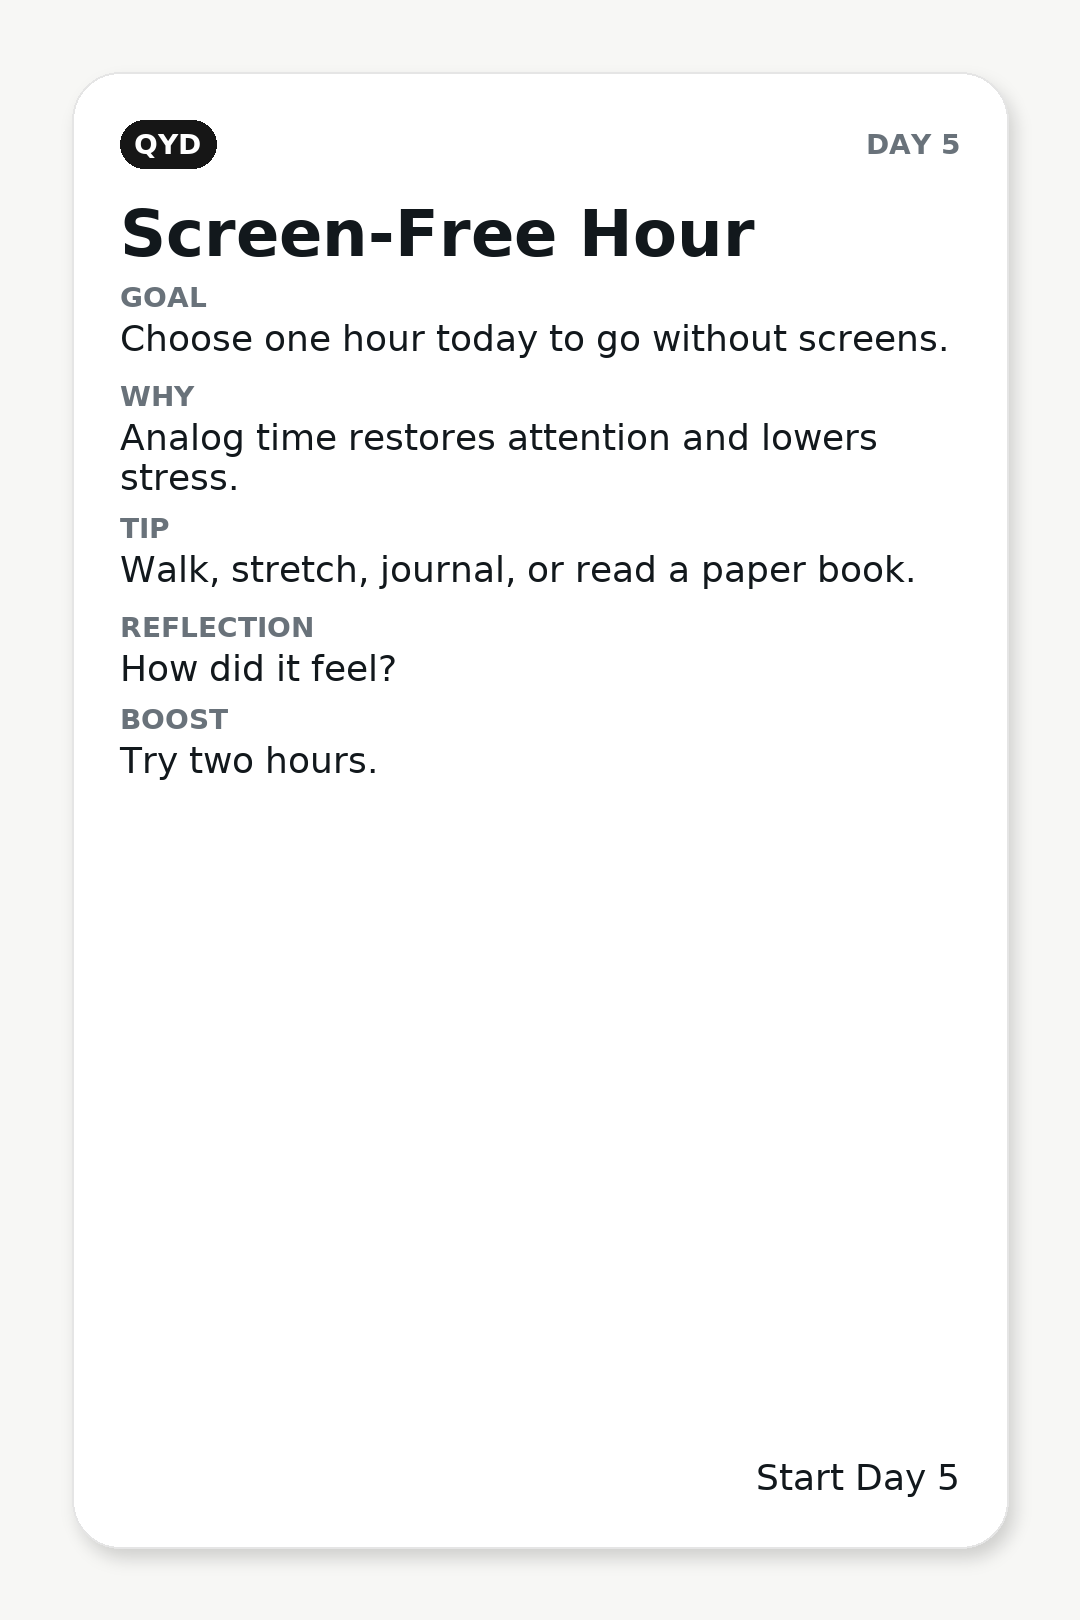 QYD
DAY 5
Screen-Free Hour
GOAL
Choose one hour today to go without screens.
WHY
Analog time restores attention and lowers
stress.
TIP
Walk, stretch, journal, or read a paper book.
REFLECTION
How did it feel?
BOOST
Try two hours.
Start Day 5